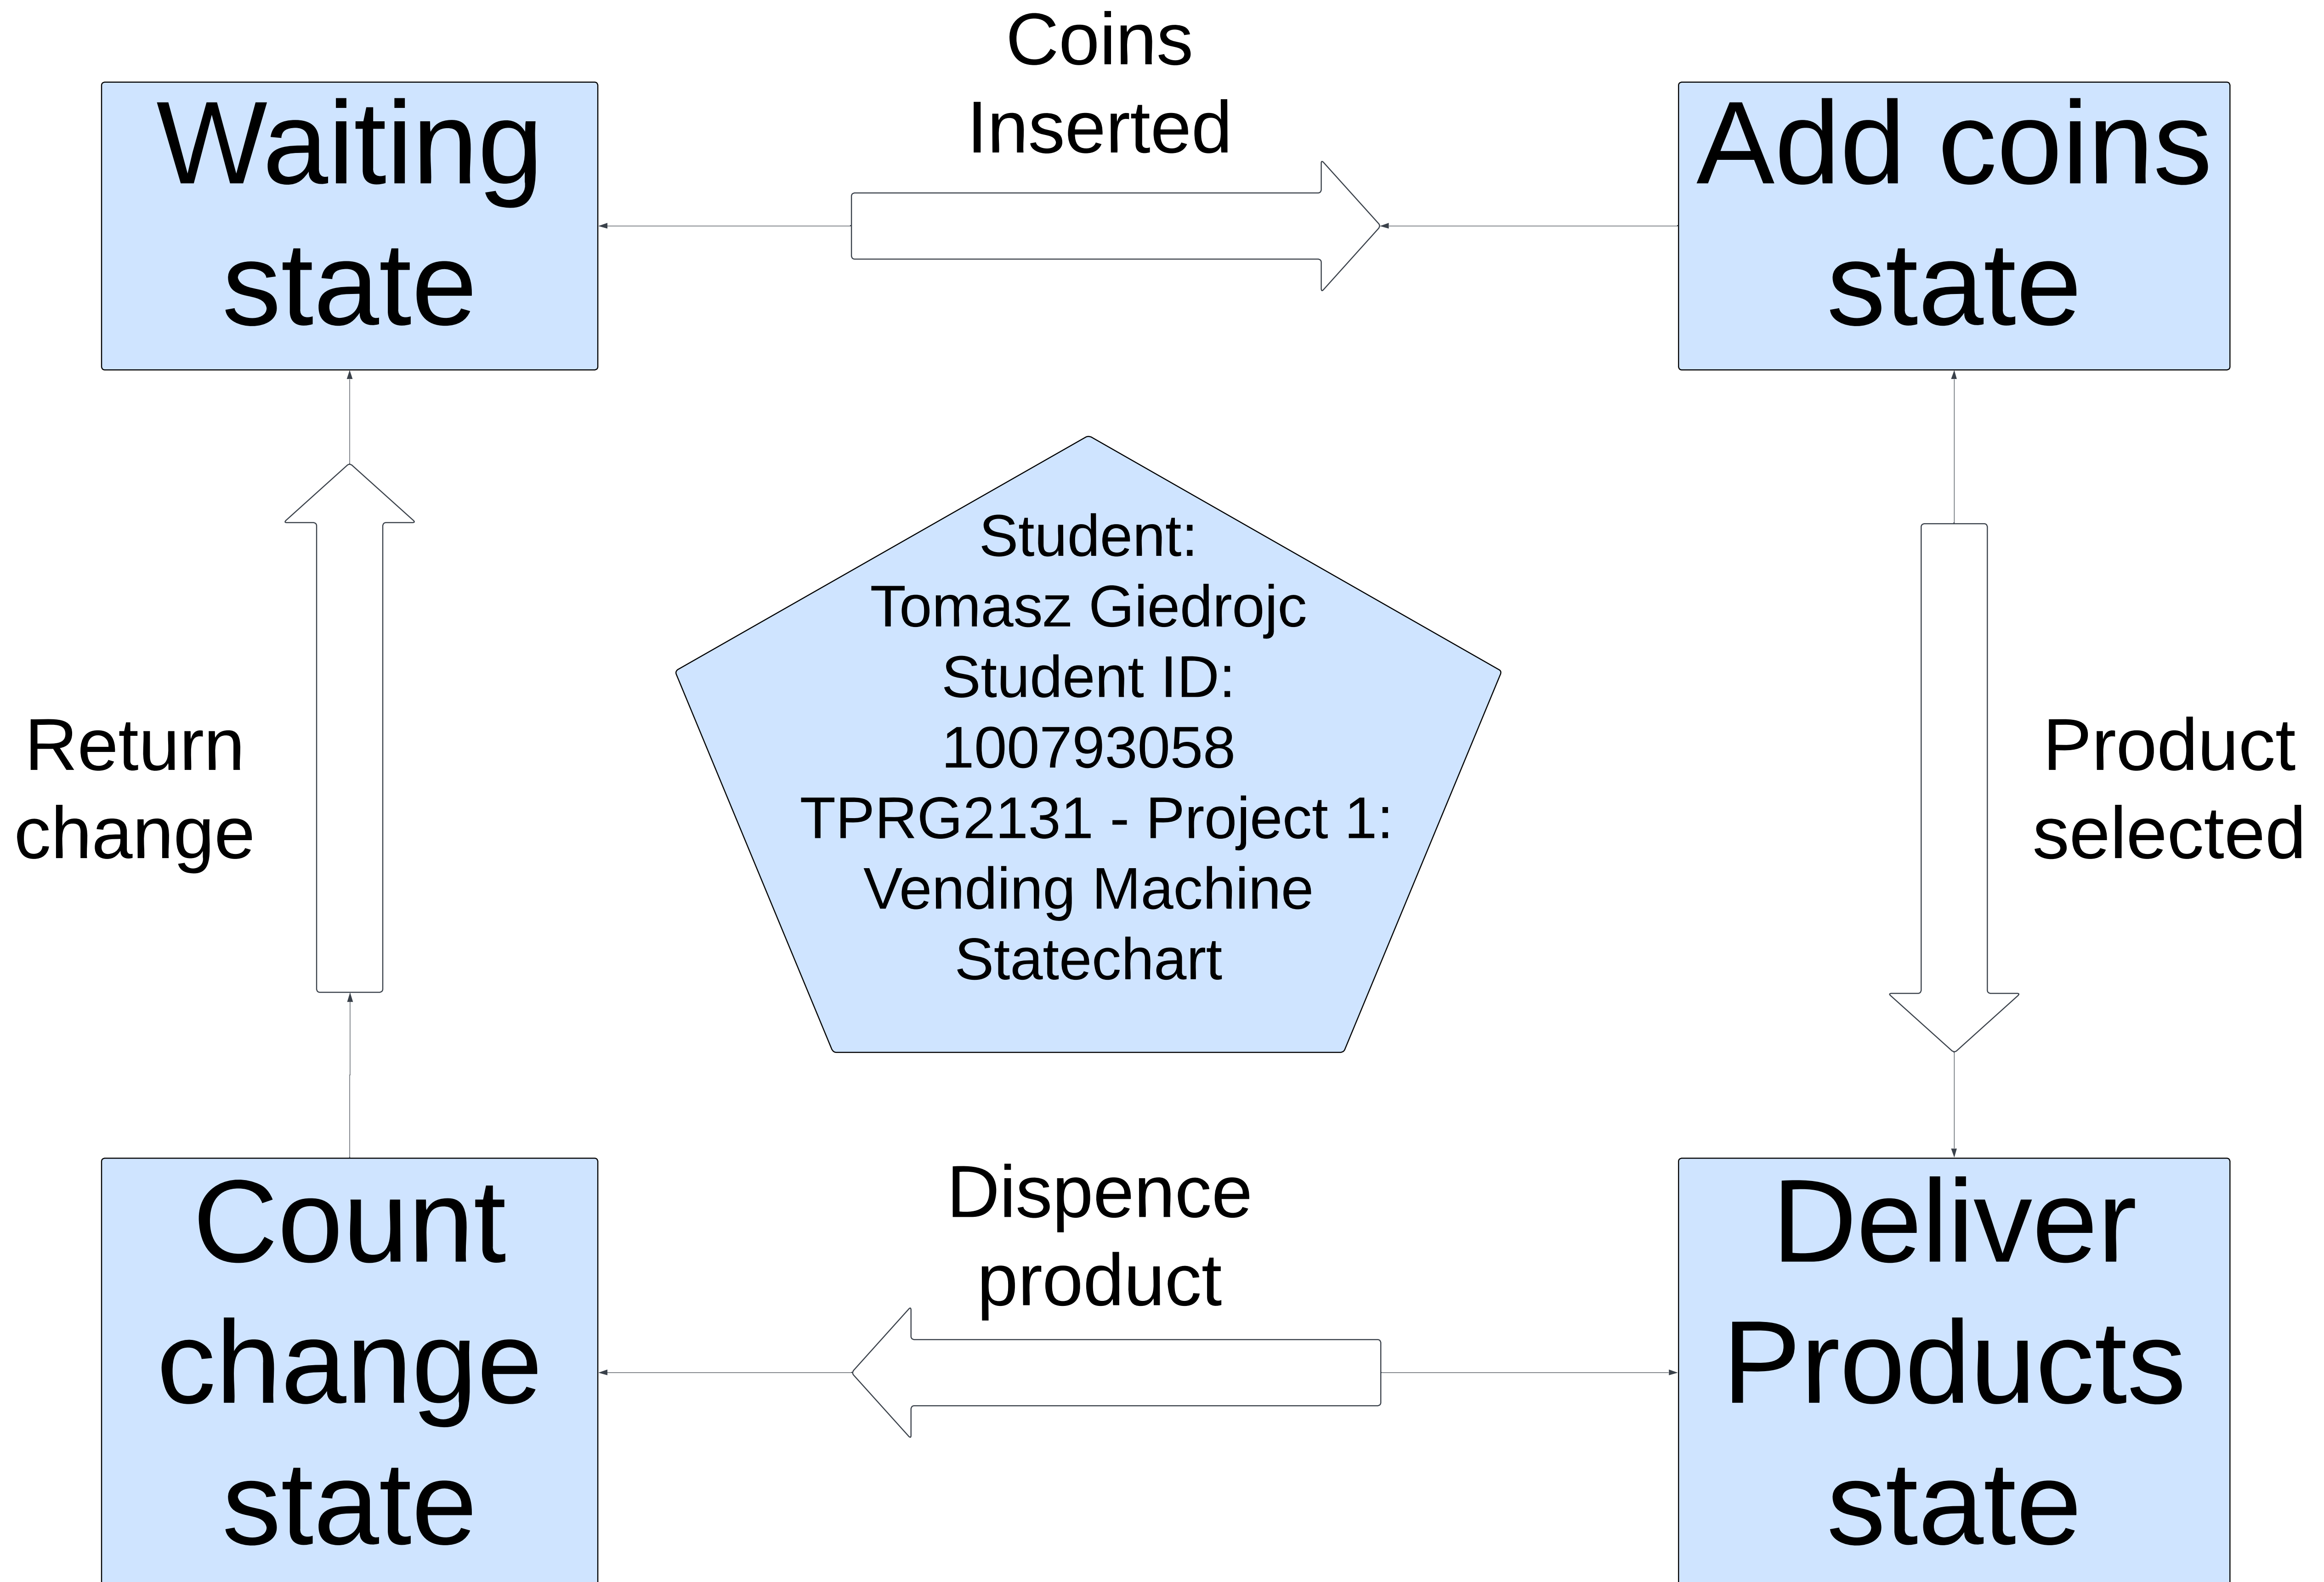 Coins
Inserted
Waiting
state
Add coins
state
Student:
Tomasz Giedrojc
Student ID:
100793058
TPRG2131 - Project 1:
Vending Machine
Statechart
Return
change
Product
selected
Dispence
product
Count
change
state
Deliver
Products
state